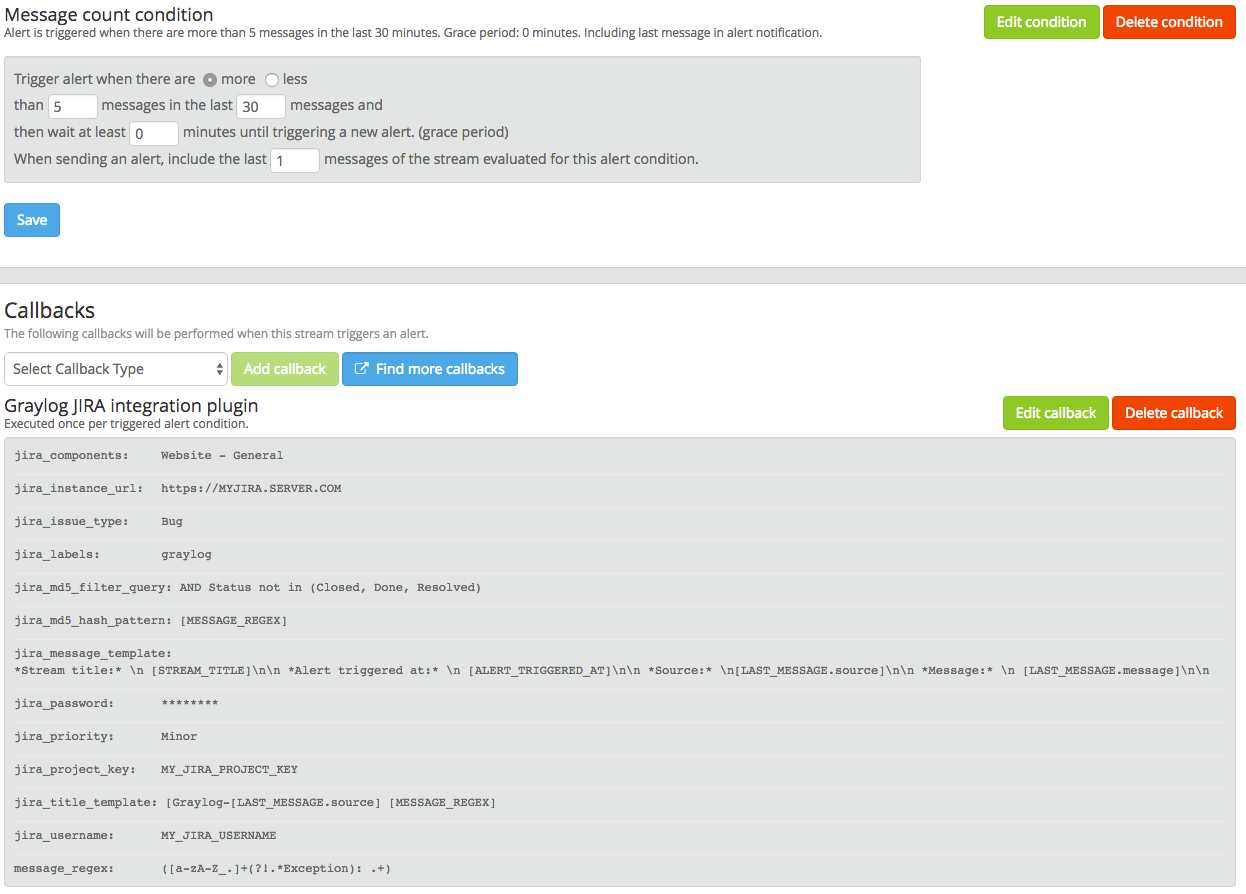 Message count condition
Edit condition
Delete condition
Alert is triggered when there are more than 5 messages in the last 30 minutes. Grace period: 0 minutes. Including last message in alert notification.
Trigger alert when there are more less
than 5 messages in the last 30 messages and
then wait at least 0 minutes until triggering a new alert. (grace period)
When sending an alert, include the last 1 messages of the stream evaluated for this alert condition.
Save
Callbacks
The following callbacks will be performed when this stream triggers an alert.
Select Callback Type
Add callback
Find more callbacks
Graylog JIRA integration plugin
Edit callback
Delete callback
Executed once per triggered alert condition.
jira_components: Website - General
jira_instance_url: https://MYJIRA.SERVER.COM
jira_issue_type: Bug
jira_labels: graylog
jira_md5_filter_query: AND Status not in (Closed, Done, Resolved)
jira_md5_hash_pattern: [MESSAGE_REGEX]
jira_message_template:
*Stream title:* \n [STREAM_TITLE]\n\n *Alert triggered at:* \n [ALERT_TRIGGERED_AT]\n\n *Source:* \n[LAST_MESSAGE.source]\n\n *Message:* \n [LAST_MESSAGE.message]\n\n
jira_password: ********
jira_priority: Minor
jira_project_key: MY_JIRA_PROJECT_KEY
jira_title_template: [Graylog-[LAST_MESSAGE.source] [MESSAGE_REGEX]
jira_username: MY_JIRA_USERNAME
message_regex: ([a-zA-Z_.]+(?!.*Exception): .+)